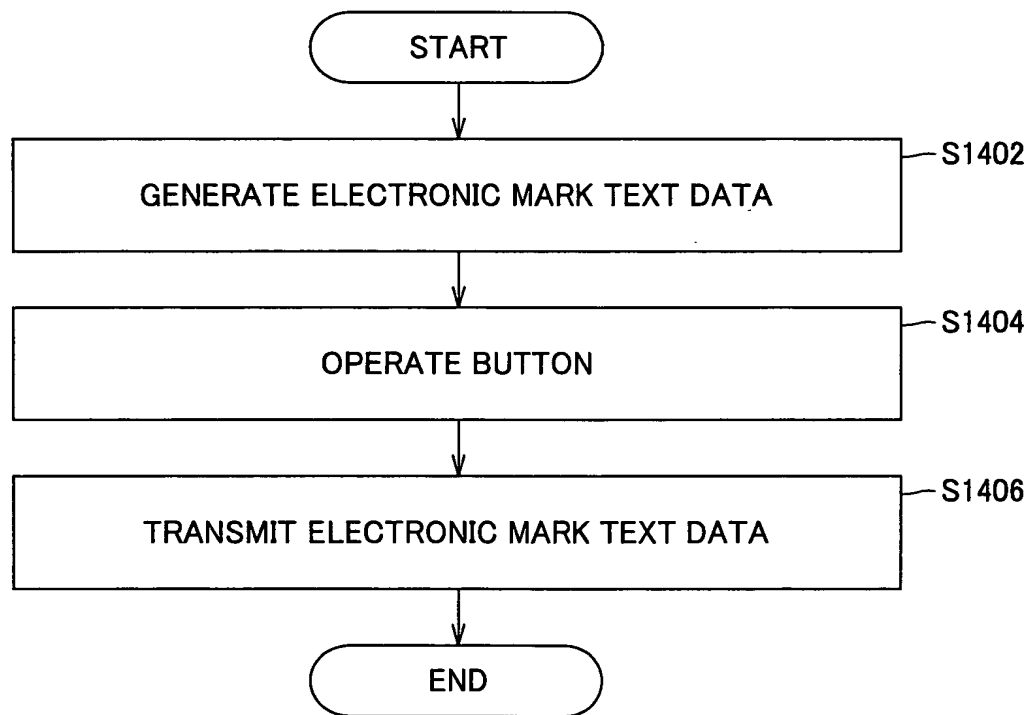 START
S1402
GENERATE ELECTRONIC MARK TEXT DATA
S1404
OPERATE BUTTON
S1406
TRANSMIT ELECTRONIC MARK TEXT DATA
END